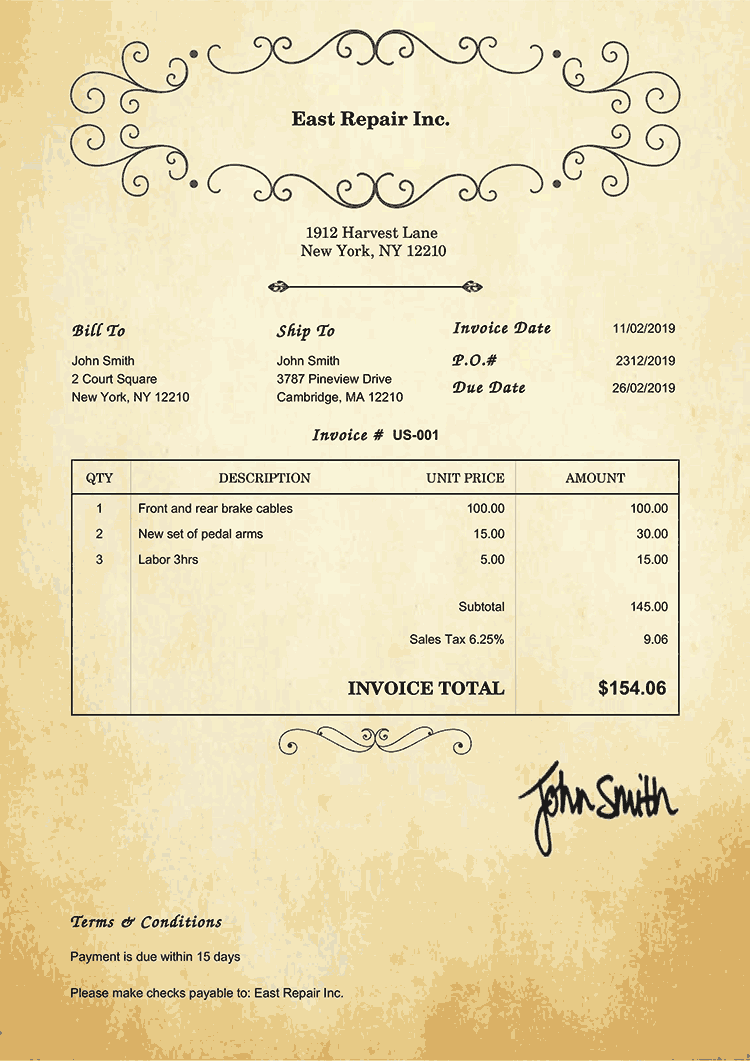 East Repair Inc.
1912 Harvest Lane
New York, NY 12210
Bill To
John Smith
2 Court Square
New York, NY 12210
Ship To
John Smith
3787 Pineview Drive
Cambridge, MA 12210
Invoice Date 11/02/2019
P.O.# 2312/2019
Due Date 26/02/2019
Invoice # US-001
QTY DESCRIPTION UNIT PRICE AMOUNT
1 Front and rear brake cables 100.00 100.00
2 New set of pedal arms 15.00 30.00
3 Labor 3hrs 5.00 15.00
Subtotal 145.00
Sales Tax 6.25% 9.06
INVOICE TOTAL $154.06
John Smith
Terms & Conditions
Payment is due within 15 days
Please make checks payable to: East Repair Inc.